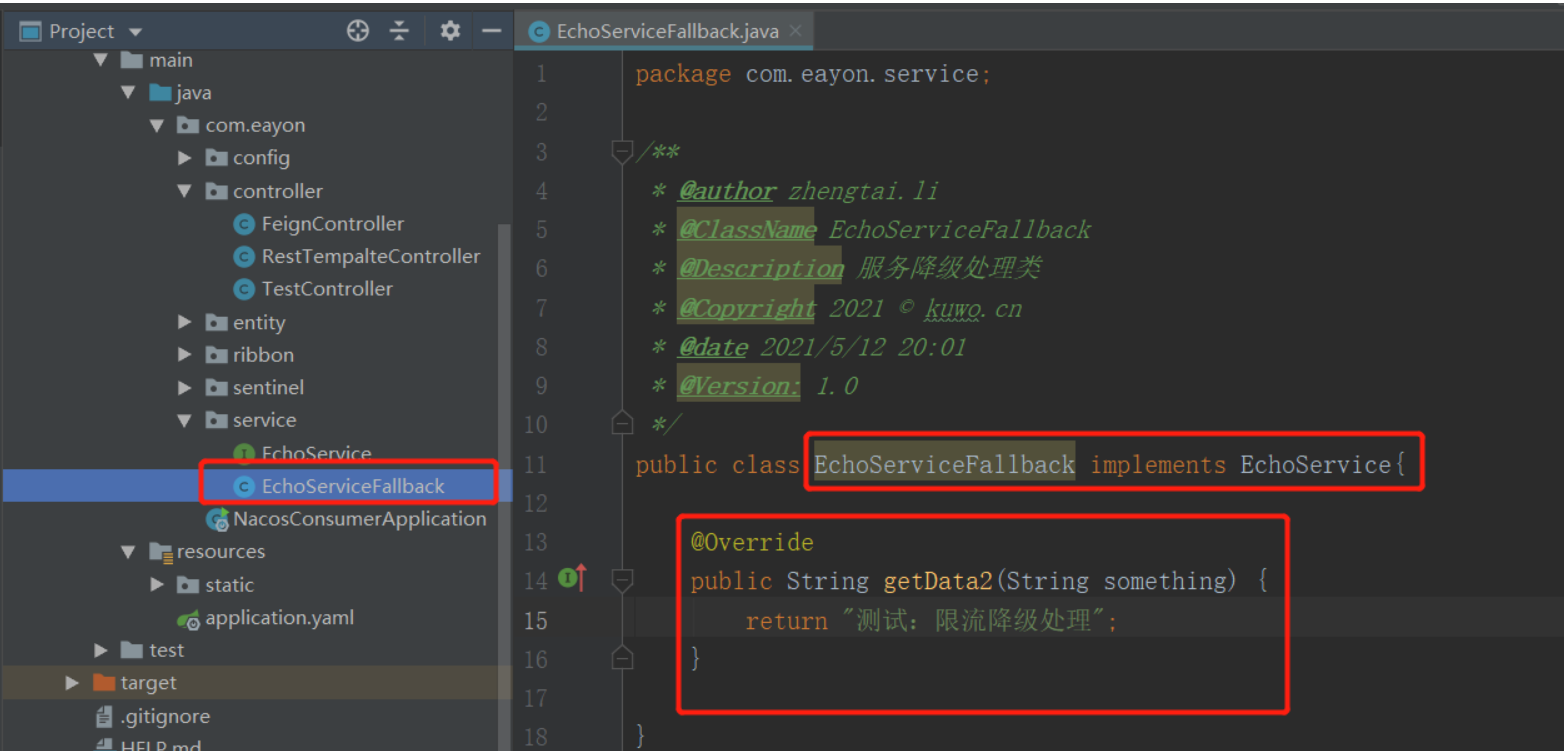 Project
main
java
com.eayon
config
controller
FeignController
RestTempalteController
TestController
entity
ribbon
sentinel
service
EchoService
EchoServiceFallback
NacosConsumerApplication
resources
static
application.yaml
test
target
.gitignore
HELP.md
EchoServiceFallback.java
1 package com.eayon.service;
2
3 /**
4 * @author zhengtai.li
5 * @ClassName EchoServiceFallback
6 * @Description 服务降级处理类
7 * @Copyright 2021 © kuwo.cn
8 * @date 2021/5/12 20:01
9 * @Version: 1.0
10 */
11 public class EchoServiceFallback implements EchoService{
12
13 @Override
14 public String getData2(String something) {
15 return "测试：限流降级处理";
16 }
17
18 }